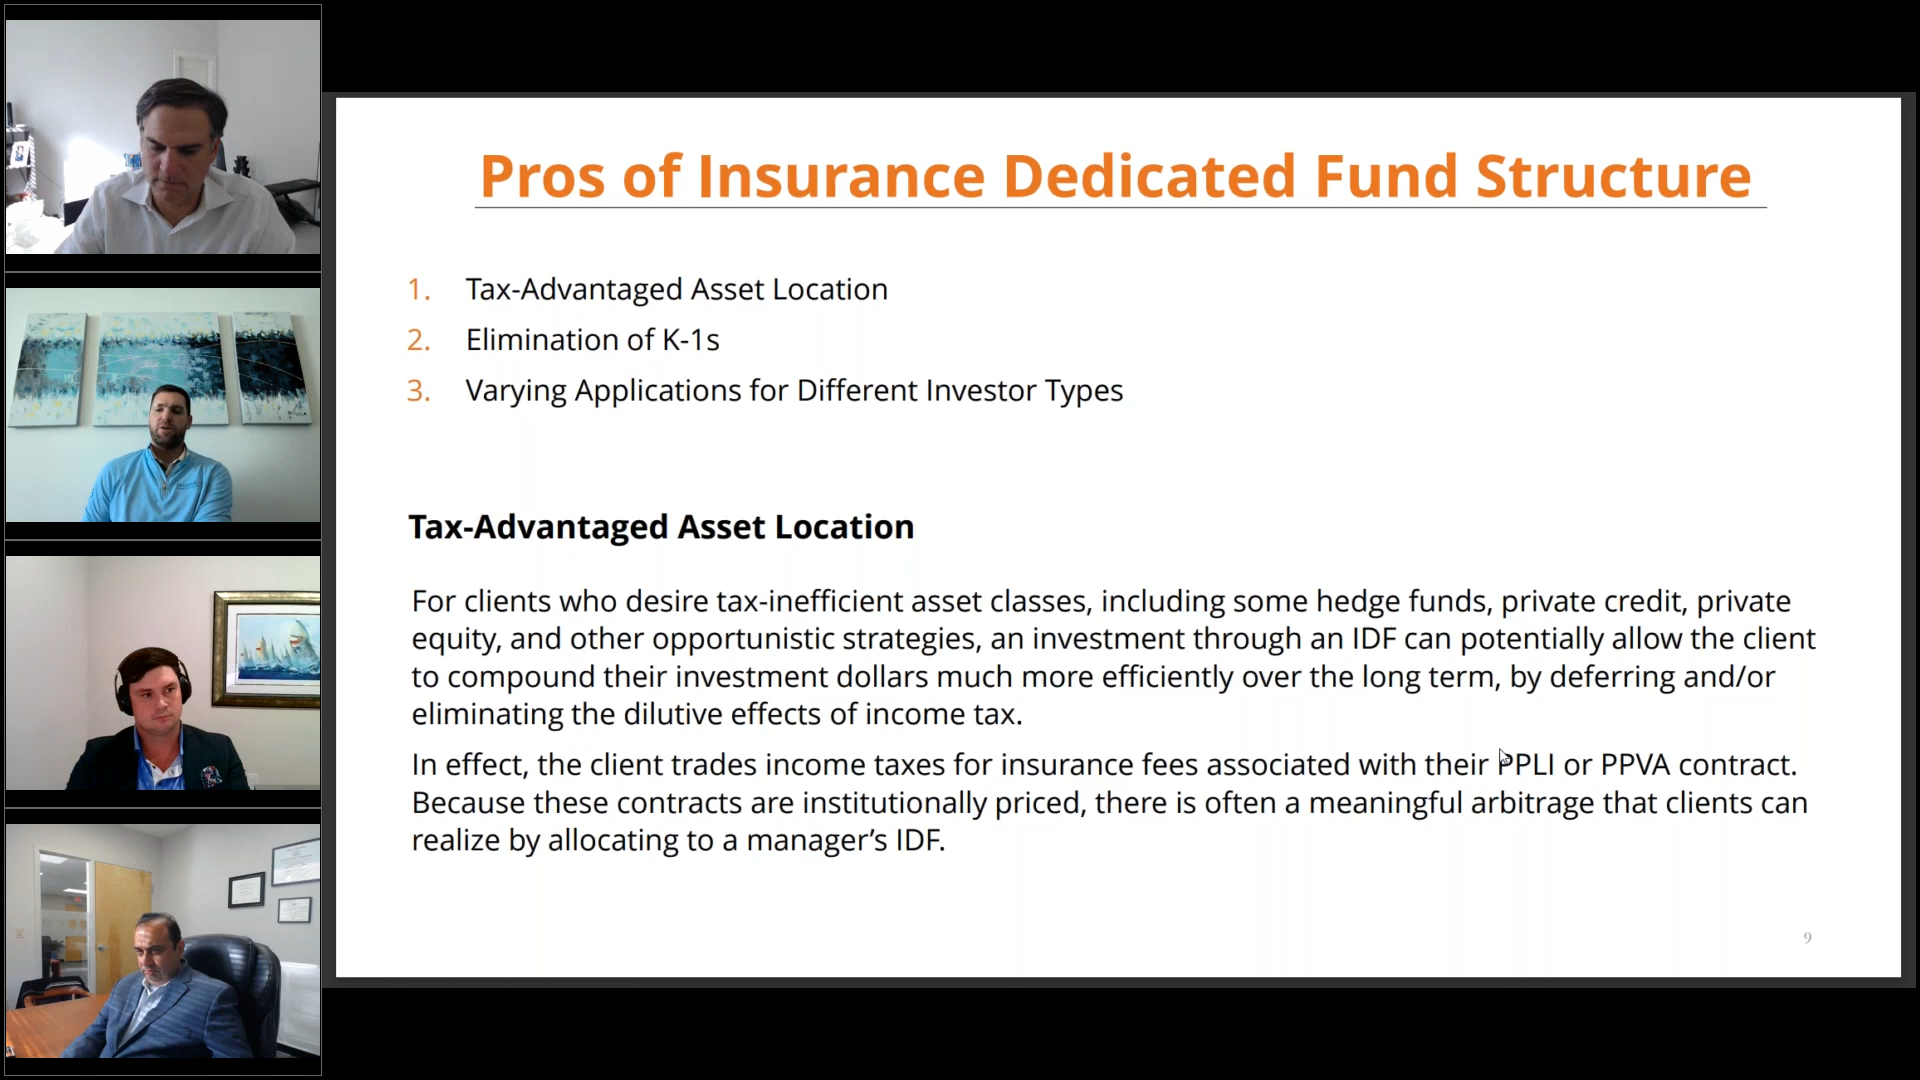 Pros of Insurance Dedicated Fund Structure
1. Tax-Advantaged Asset Location
2. Elimination of K-1s
3. Varying Applications for Different Investor Types
Tax-Advantaged Asset Location
For clients who desire tax-inefficient asset classes, including some hedge funds, private credit, private
equity, and other opportunistic strategies, an investment through an IDF can potentially allow the client
to compound their investment dollars much more efficiently over the long term, by deferring and/or
eliminating the dilutive effects of income tax.
In effect, the client trades income taxes for insurance fees associated with their PPLI or PPVA contract.
Because these contracts are institutionally priced, there is often a meaningful arbitrage that clients can
realize by allocating to a manager’s IDF.
9